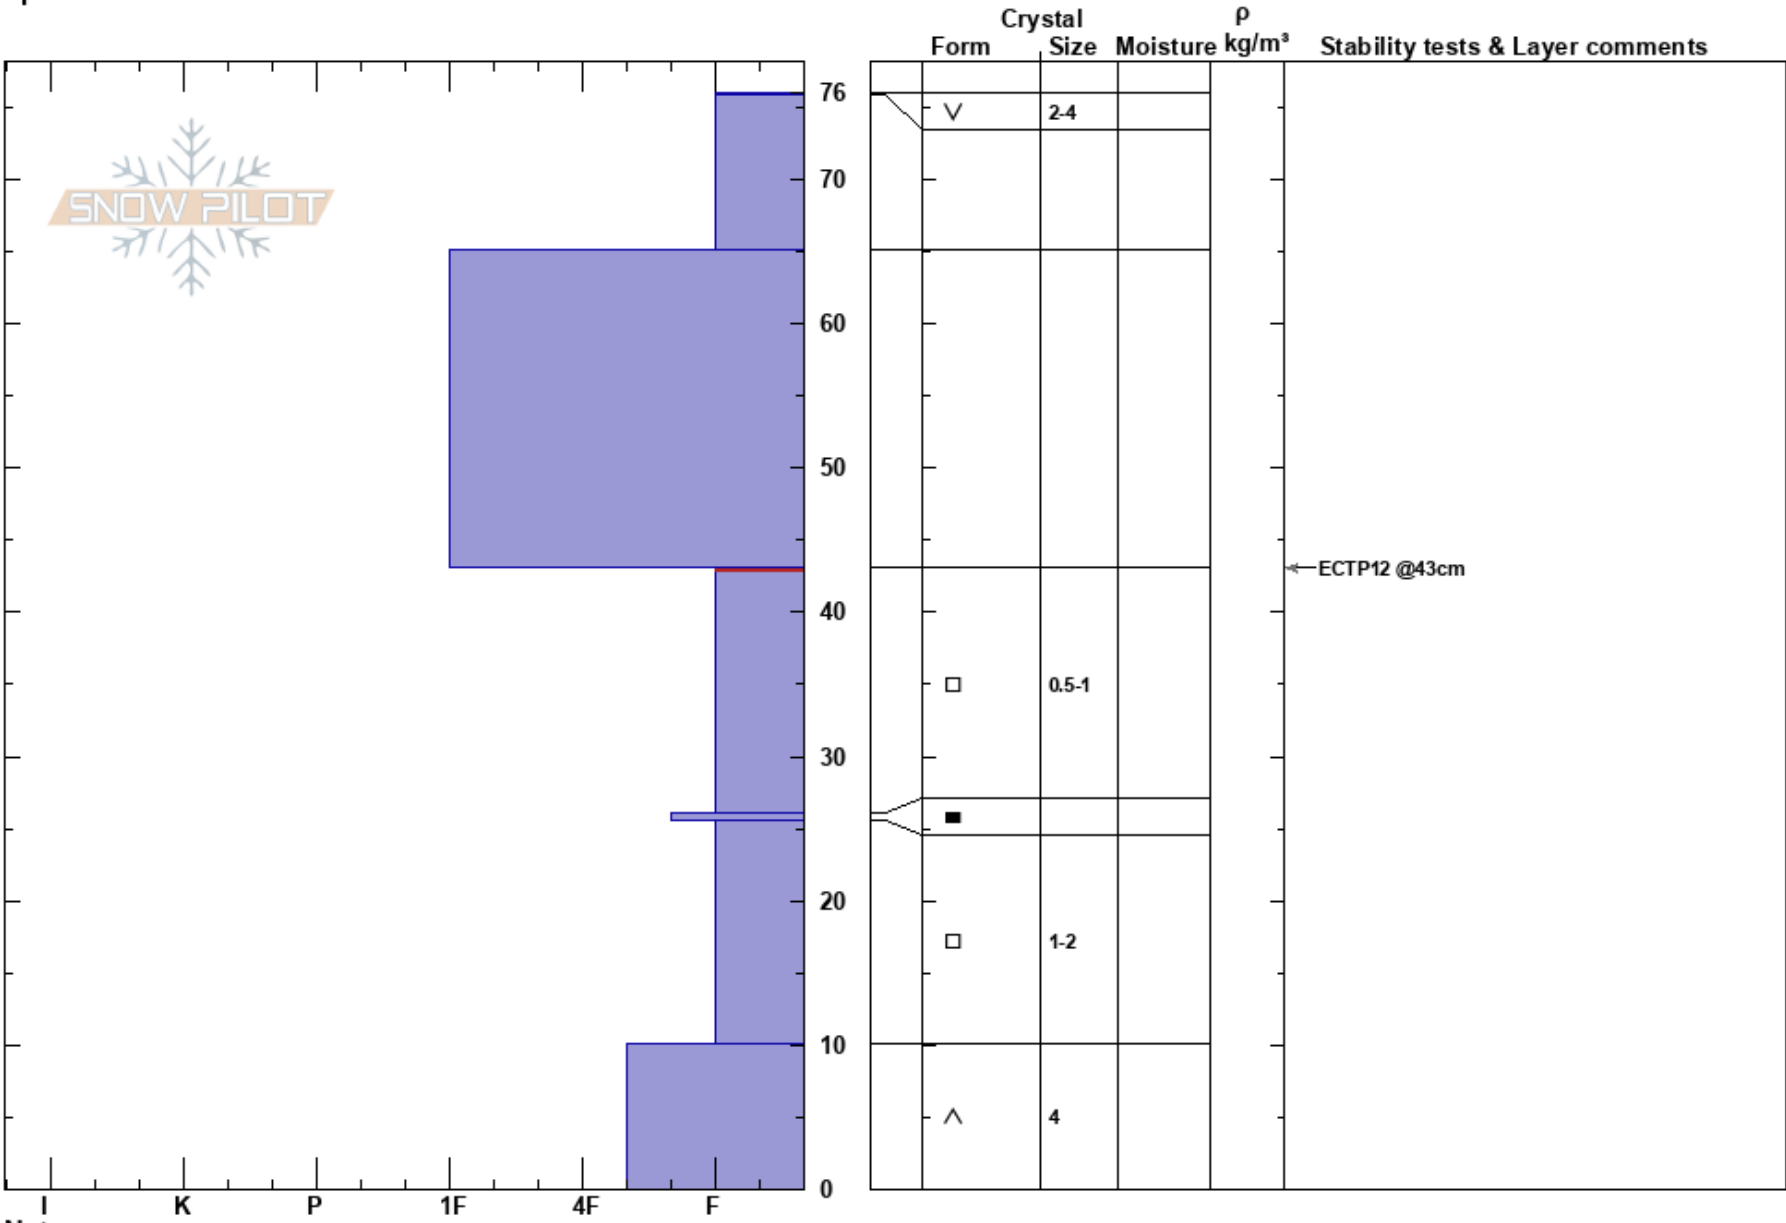 Crystal ρ
Form Size Moisture kg/m³ Stability tests & Layer comments
76
2-4
SNOW PILOT
70
60
50
ECTP12 @43cm
40
0.5-1
30
20
1-2
10
4
0
I K P 1F 4F F